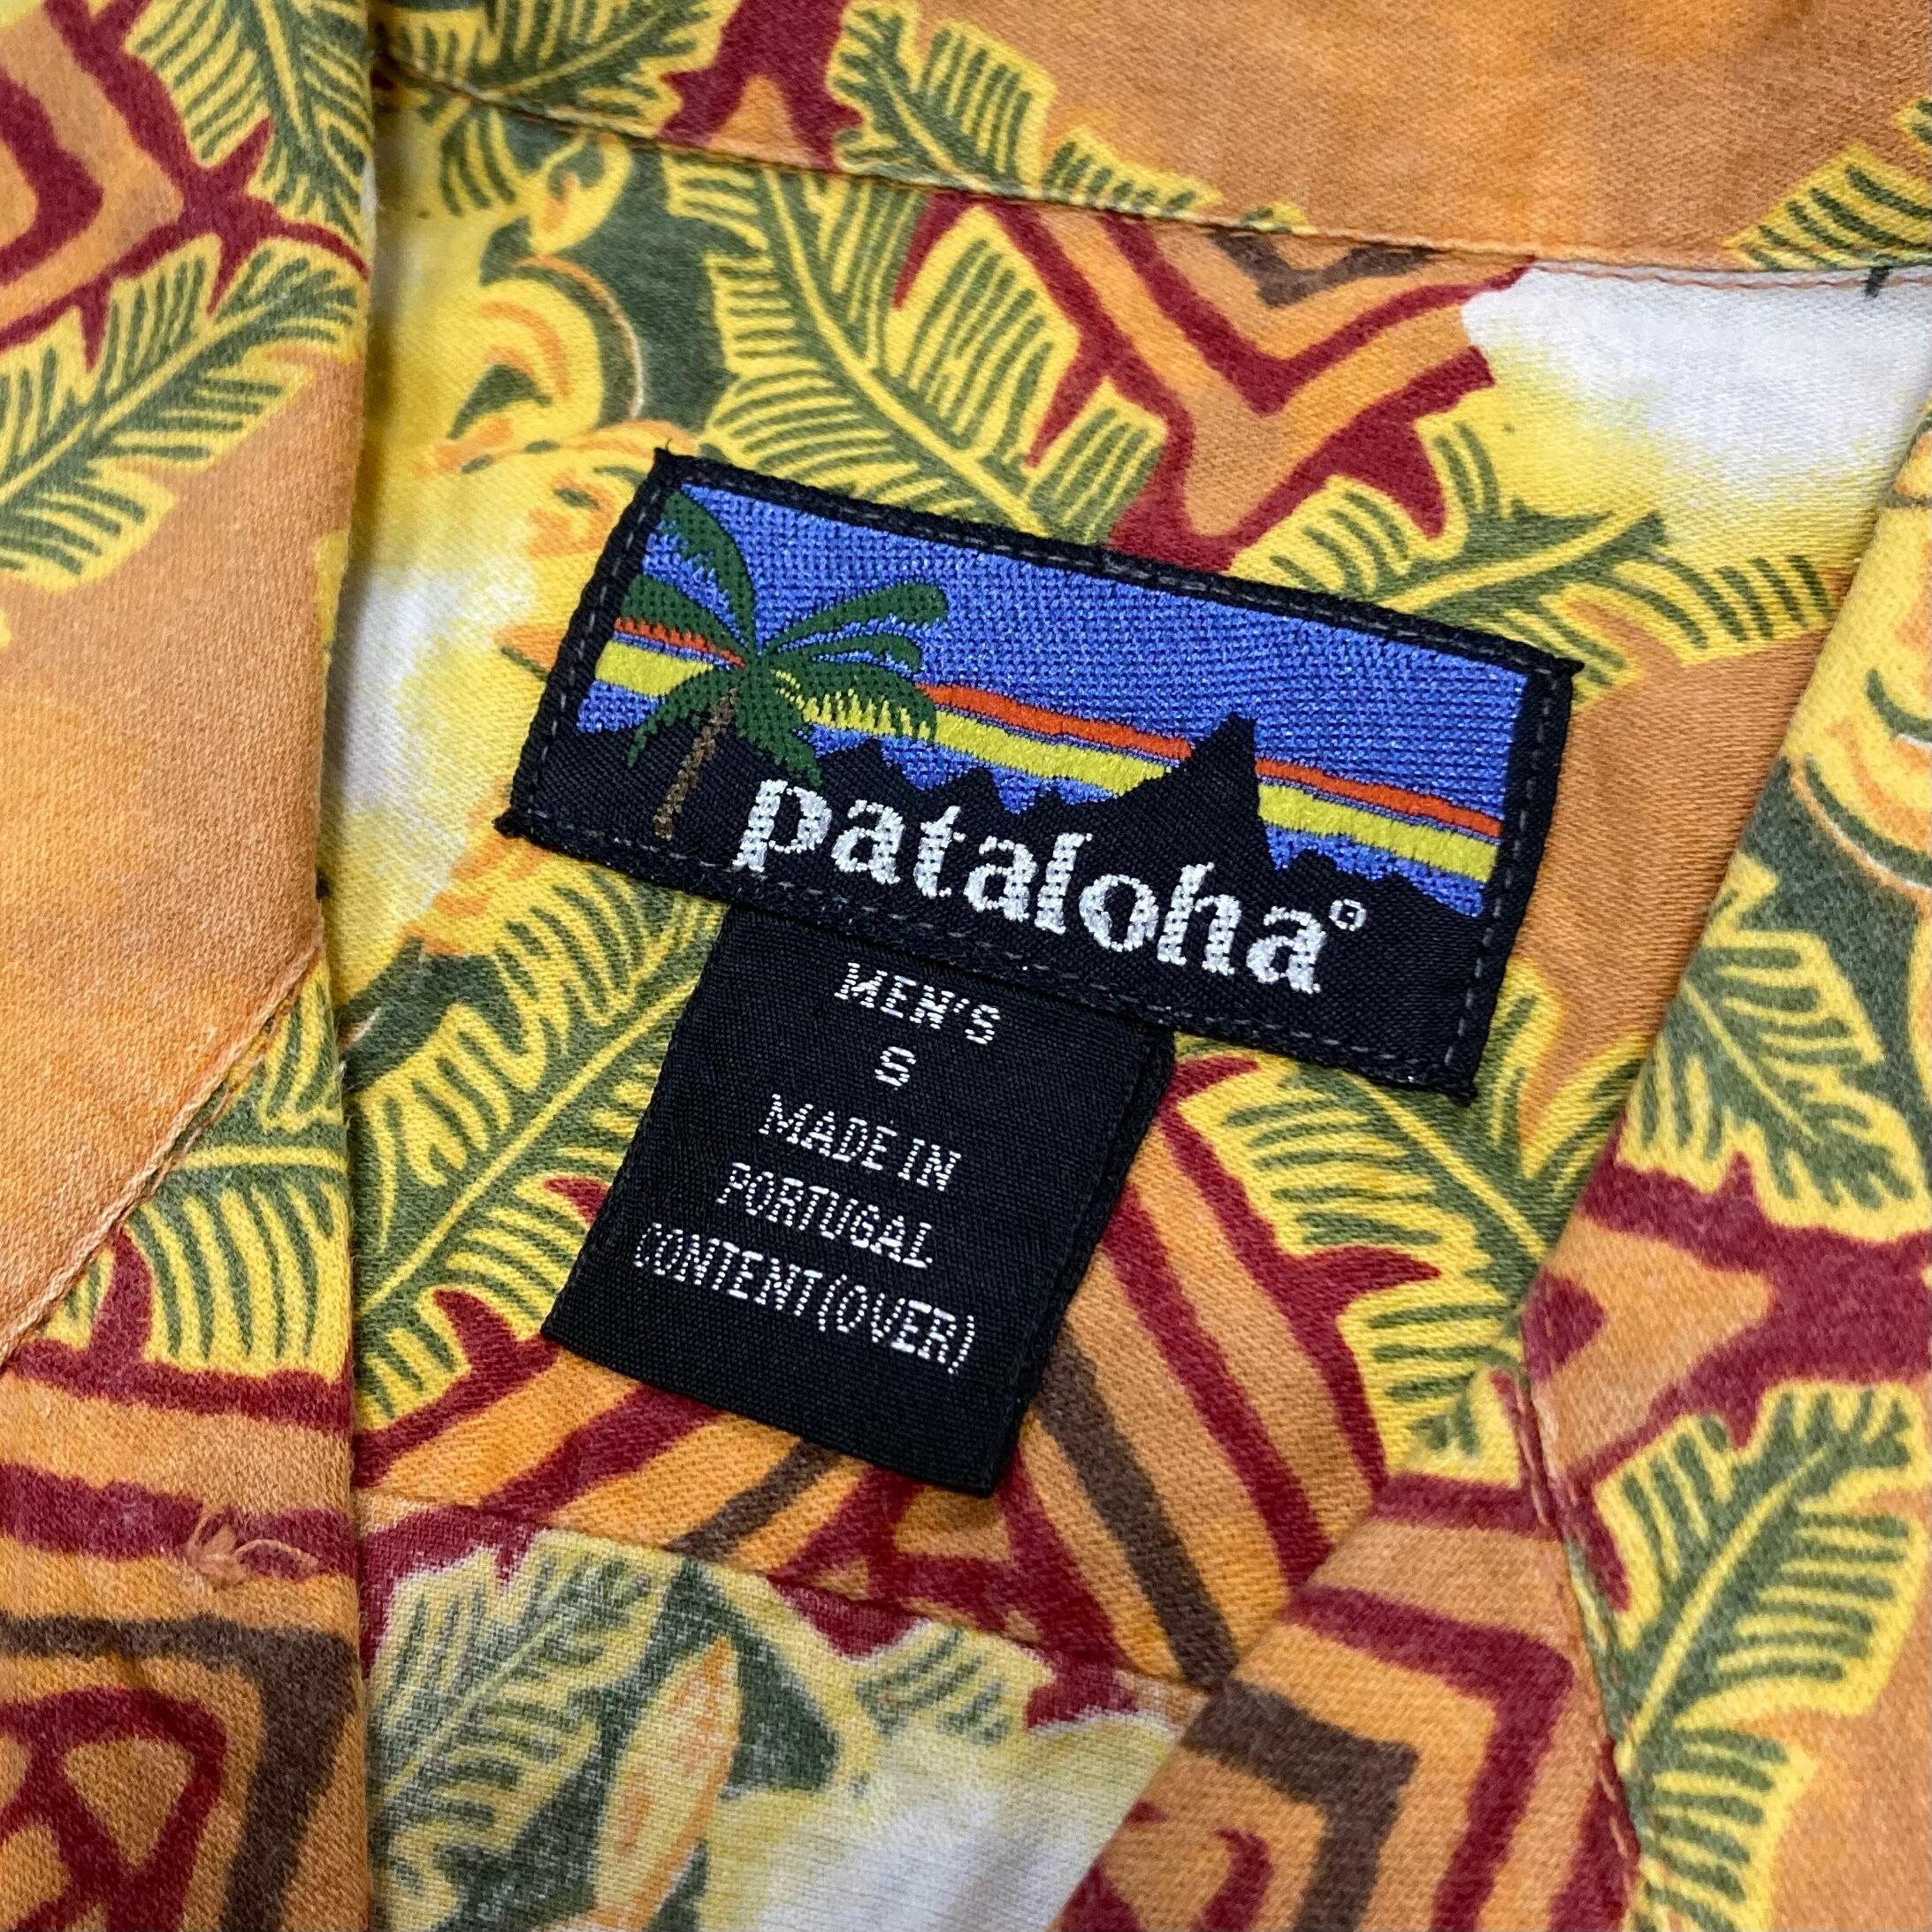 pataloha®
MEN'S
S
MADE IN
PORTUGAL
CONTENT(OVER)